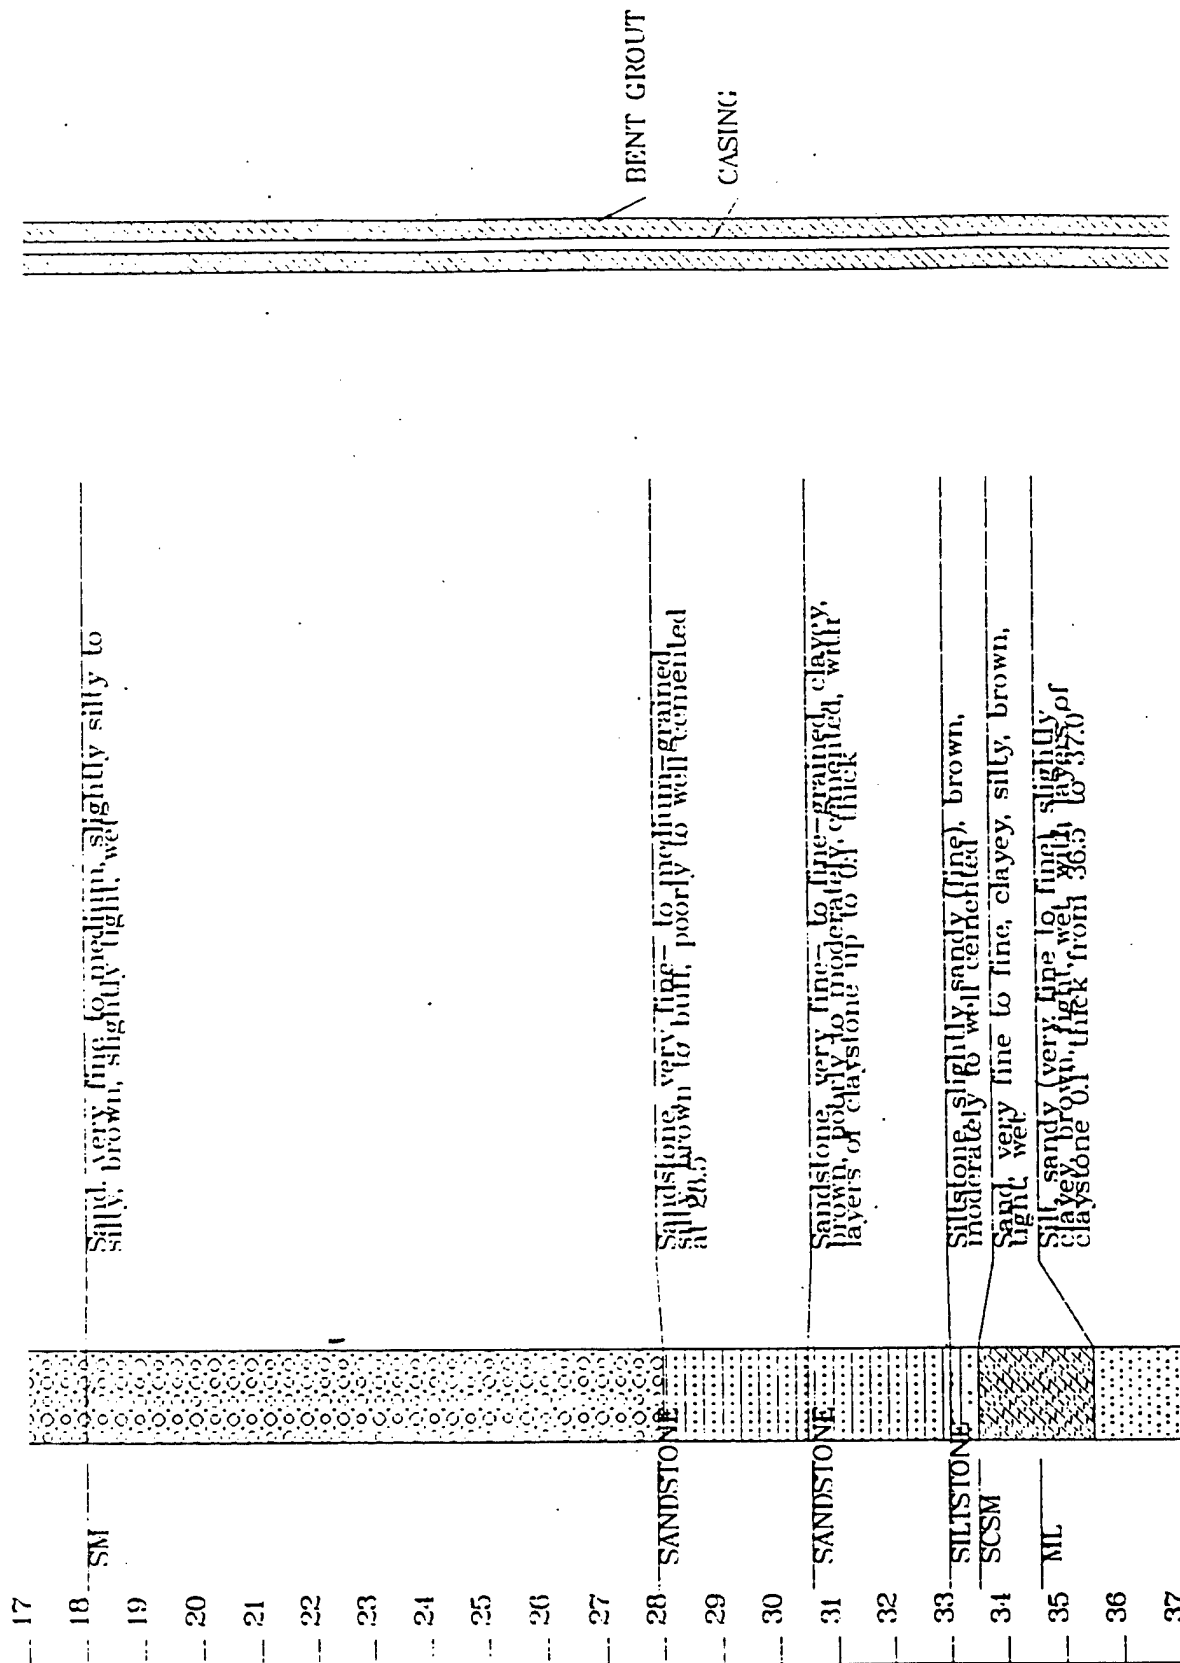 17
18
19
20
21
22
23
24
25
26
27
28
29
30
31
32
33
34
35
36
37
SM
SANDSTONE
SANDSTONE
SILTSTONE
SCSM
ML
Sand, very fine to medium, slightly silty to
silty, brown, slightly tight, wet
Sandstone, very fine- to medium-grained,
silty, brown to buff, poorly to well cemented
at 28.5
Sandstone, very fine- to fine-grained, clayey,
brown, poorly to moderately cemented, with
layers of claystone up to 0.1' thick
Siltstone, slightly sandy (fine), brown,
moderately to well cemented
Sand, very fine to fine, clayey, silty, brown,
tight, wet
Silt, sandy (very fine to fine), slightly
clayey, brown, tight, wet, with layers of
claystone 0.1' thick from 36.5 to 37.0'
BENT GROUT
CASING